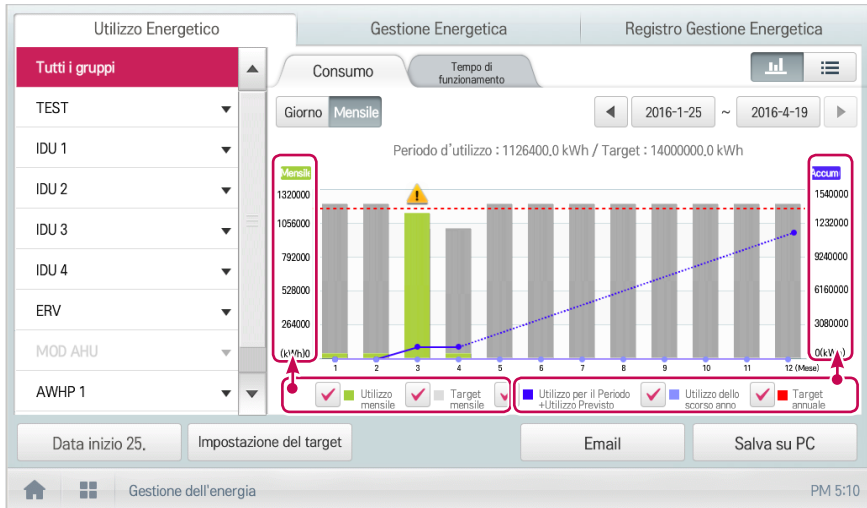 Utilizzo Energetico
Gestione Energetica
Registro Gestione Energetica
Tutti i gruppi
TEST
IDU 1
IDU 2
IDU 3
IDU 4
ERV
MOD AHU
AWHP 1
Consumo
Tempo di
funzionamento
Giorno Mensile
2016-1-25 ~ 2016-4-19
Periodo d'utilizzo : 1126400,0 kWh / Target : 14000000,0 kWh
Mensile
1320000
1056000
792000
528000
264000
(kWh)0
Accum
1540000
1232000
9240000
6160000
3080000
0(kWh)
1 2 3 4 5 6 7 8 9 10 11 12 (Mese)
Utilizzo
mensile
Target
mensile
Utilizzo per il Periodo
+Utilizzo Previsto
Utilizzo dello
scorso anno
Target
annuale
Data inizio 25,
Impostazione del target
Email
Salva su PC
Gestione dell'energia
PM 5:10